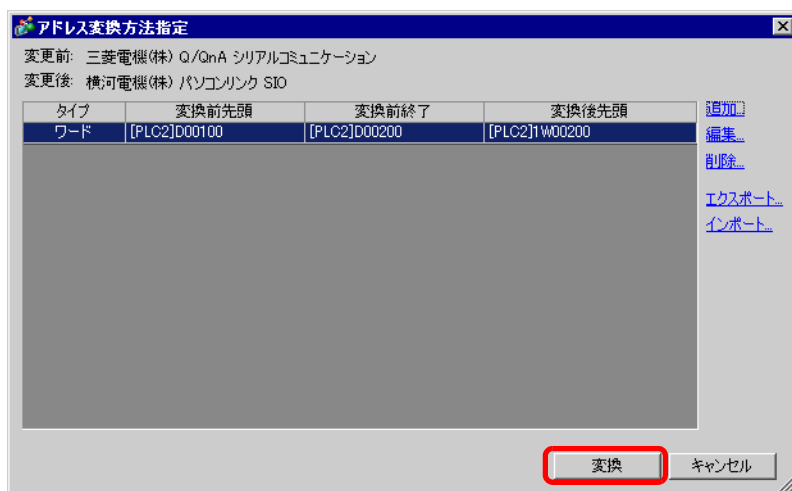 アドレス変換方法指定
変更前: 三菱電機(株) Q/QnA シリアルコミュニケーション
変更後: 横河電機(株) パソコンリンク SIO
タイプ 変換前先頭 変換前終了 変換後先頭
ワード [PLC2]D00100 [PLC2]D00200 [PLC2]1W00200
追加...
編集...
削除...
エクスポート...
インポート...
変換 キャンセル